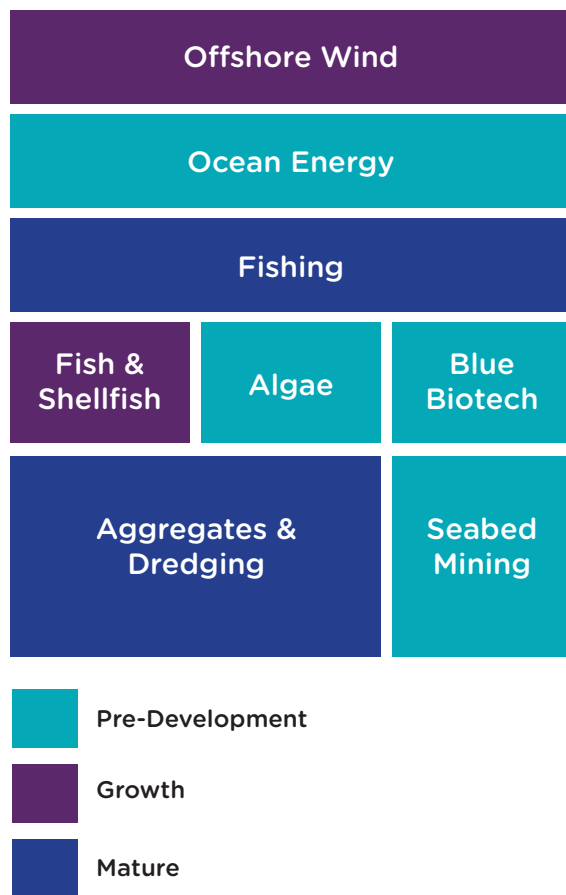 Offshore Wind
Ocean Energy
Fishing
Fish &
Shellfish
Algae
Blue
Biotech
Aggregates &
Dredging
Seabed
Mining
Pre-Development
Growth
Mature